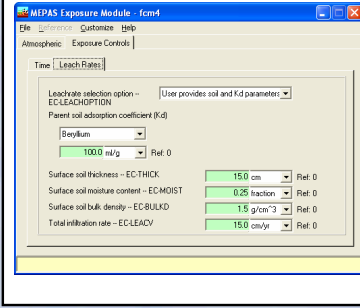 MEPAS Exposure Module - fcm4
File Reference Customize Help
Atmospheric Exposure Controls
Time Leach Rates
Leachrate selection option -- User provides soil and Kd parameters
EC-LEACHOPTION
Parent soil adsorption coefficient (Kd)
Beryllium
100.0 ml/g Ref: 0
Surface soil thickness -- EC-THICK 15.0 cm Ref: 0
Surface soil moisture content -- EC-MOIST 0.25 fraction Ref: 0
Surface soil bulk density -- EC-BULKD 1.5 g/cm^3 Ref: 0
Total infiltration rate -- EC-LEACV 15.0 cm/yr Ref: 0